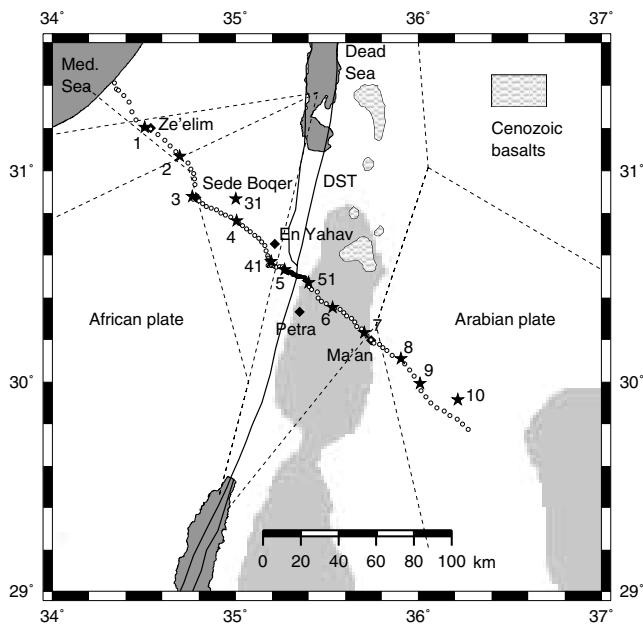 34˚ 35˚ 36˚ 37˚
Med.
Sea
Dead
Sea
Cenozoic
basalts
Ze'elim
1
2
31˚ 31˚
Sede Boqer
DST
3
31
4
En Yahav
41
5
51
African plate
Petra
6
7
Arabian plate
Ma'an
8
9
10
30˚ 30˚
0 20 40 60 80 100 km
29˚ 29˚
34˚ 35˚ 36˚ 37˚